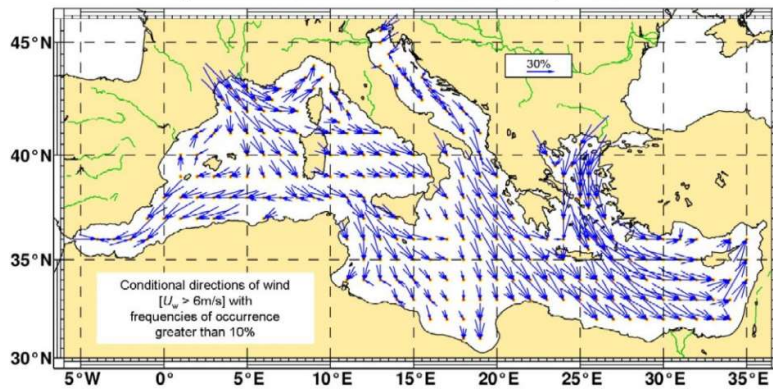 45°N
30%
40°N
35°N
Conditional directions of wind
[Uw > 6m/s] with
frequencies of occurrence
greater than 10%
30°N
5°W 0° 5°E 10°E 15°E 20°E 25°E 30°E 35°E